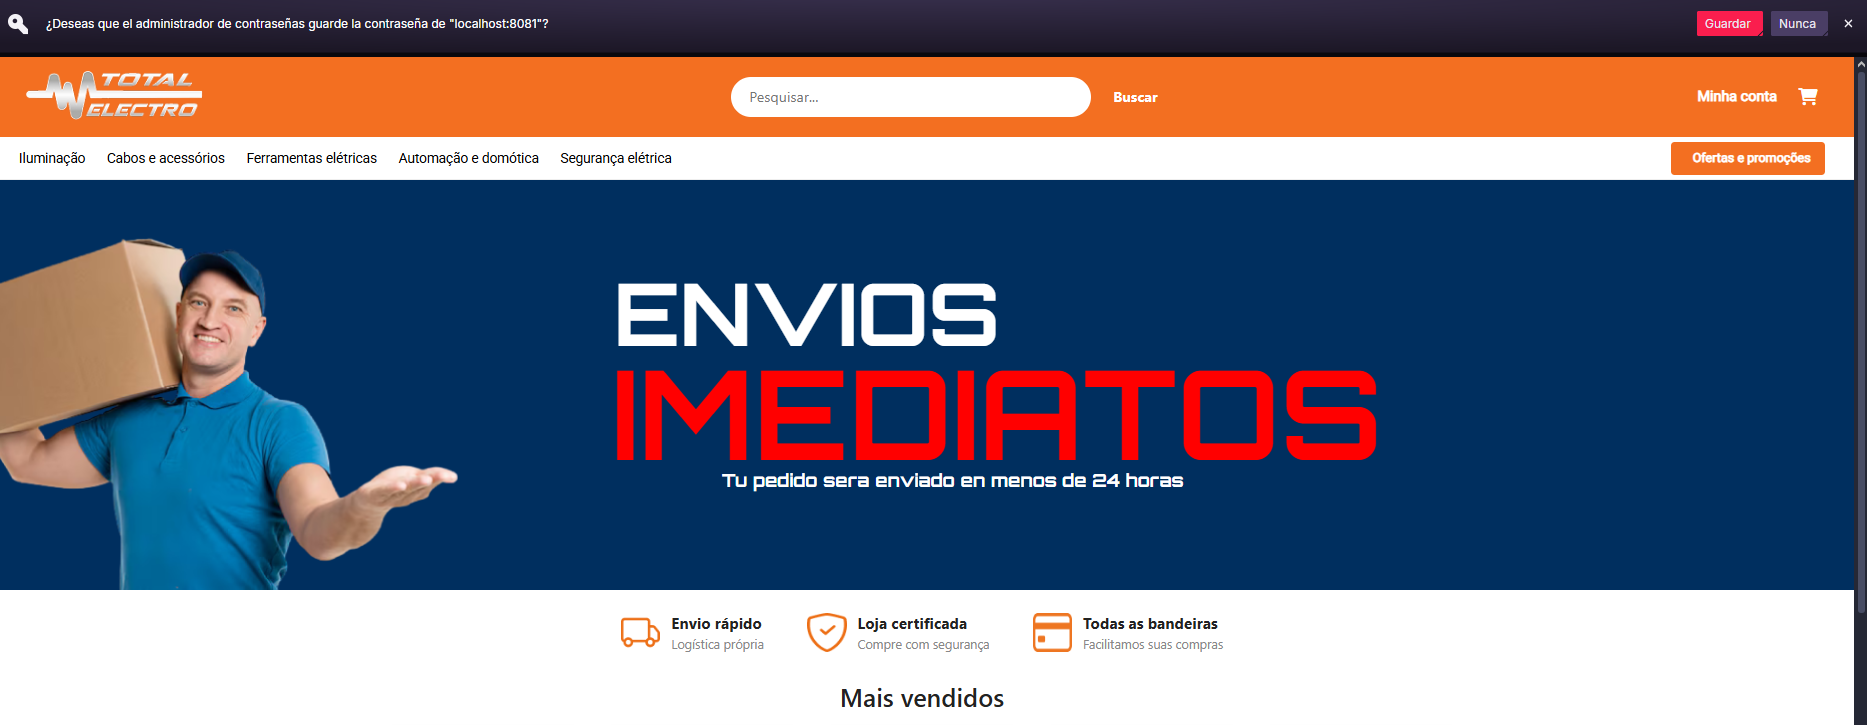 ¿Deseas que el administrador de contraseñas guarde la contraseña de "localhost:8081"?
Guardar
Nunca
TOTAL
ELECTRO
Pesquisar...
Buscar
Minha conta
Iluminação
Cabos e acessórios
Ferramentas elétricas
Automação e domótica
Segurança elétrica
Ofertas e promoções
ENVIOS
IMEDIATOS
Tu pedido sera enviado en menos de 24 horas
Envio rápido
Logística própria
Loja certificada
Compre com segurança
Todas as bandeiras
Facilitamos suas compras
Mais vendidos